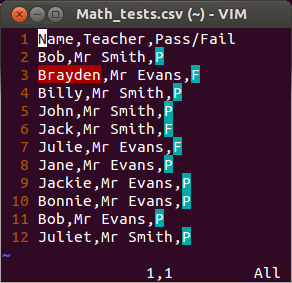 Math_tests.csv (~) - VIM
1 Name,Teacher,Pass/Fail
2 Bob,Mr Smith,P
3 Brayden,Mr Evans,F
4 Billy,Mr Smith,P
5 John,Mr Smith,P
6 Jack,Mr Smith,F
7 Julie,Mr Evans,F
8 Jane,Mr Evans,P
9 Jackie,Mr Evans,P
10 Bonnie,Mr Evans,P
11 Bob,Mr Evans,P
12 Juliet,Mr Smith,P
~
1,1 All